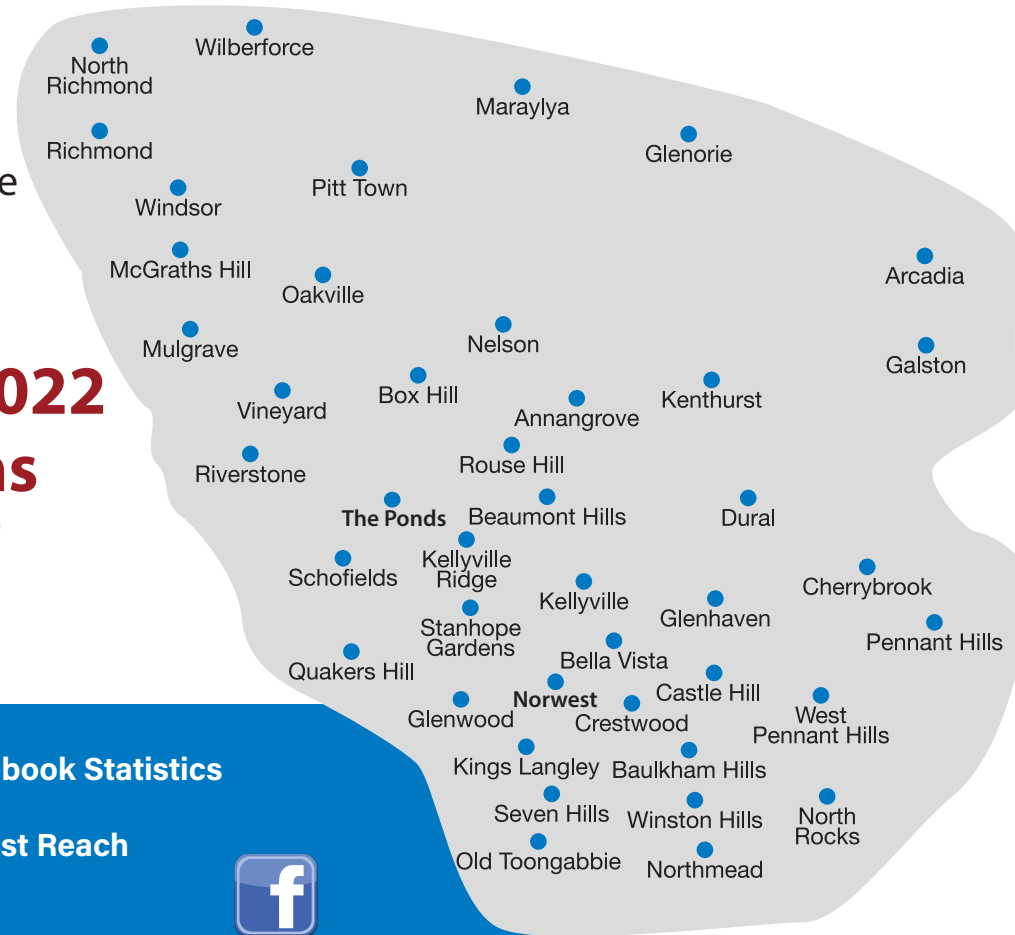 Wilberforce
North
Richmond
Maraylya
Richmond
Glenorie
Pitt Town
Windsor
McGraths Hill
Arcadia
Oakville
Nelson
Mulgrave
Galston
022
Box Hill
Kenthurst
Vineyard
Annangrove
Rouse Hill
Riverstone
The Ponds
Beaumont Hills
Dural
Kellyville
Ridge
Schofields
Cherrybrook
Kellyville
Glenhaven
Stanhope
Gardens
Pennant Hills
Bella Vista
Quakers Hill
Castle Hill
Norwest
Glenwood
Crestwood
West
Pennant Hills
Kings Langley
Baulkham Hills
book Statistics
Seven Hills
Winston Hills
North
Rocks
st Reach
Old Toongabbie
Northmead
f